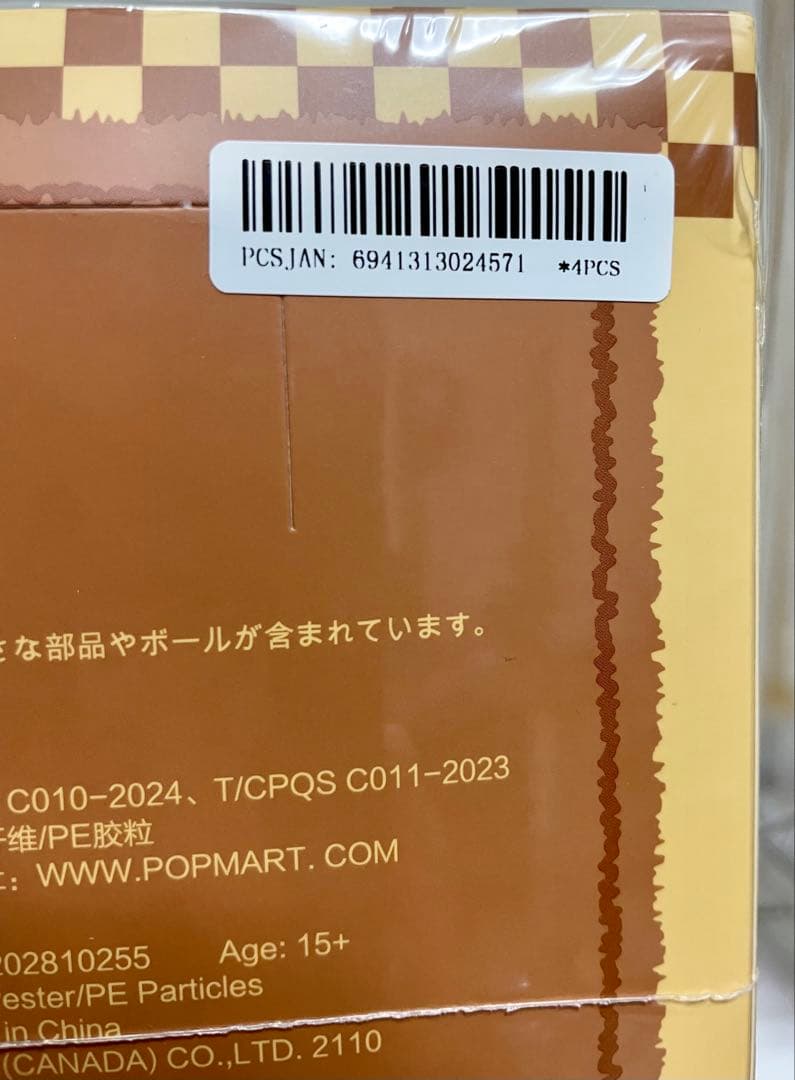 PCSJAN: 6941313024571 *4PCS
さな部品やボールが含まれています。
C010-2024、T/CPQS C011-2023
纤维/PE胶粒
: WWW.POPMART.COM
202810255 Age: 15+
ester/PE Particles
in China
(CANADA) CO.,LTD. 2110